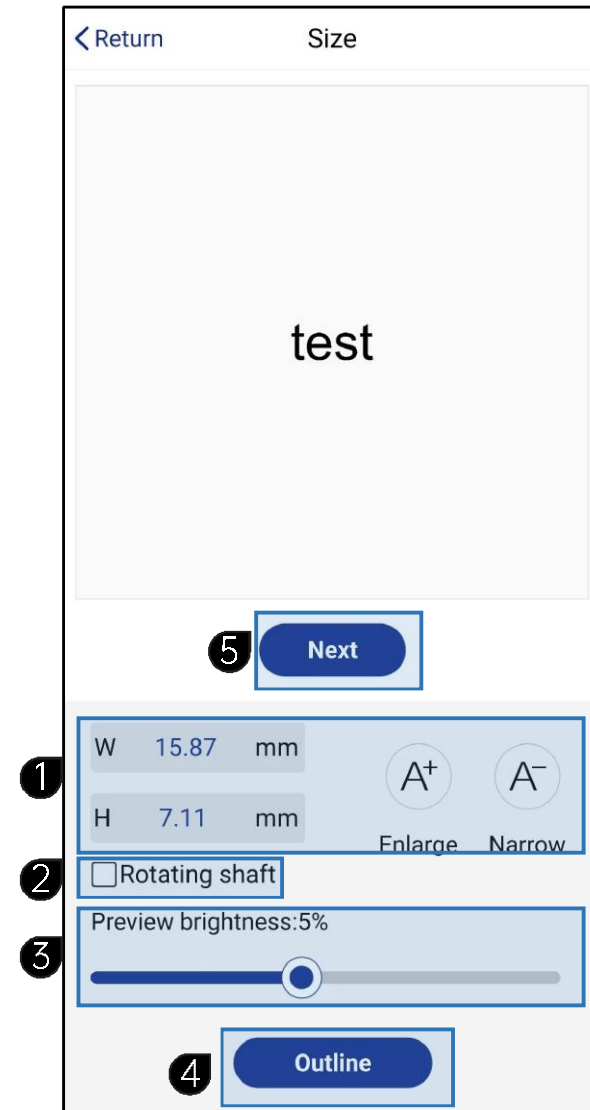 Return
Size
test
5
Next
1
W 15.87 mm
H 7.11 mm
A+ A-
Enlarge Narrow
2
Rotating shaft
3
Preview brightness:5%
4
Outline